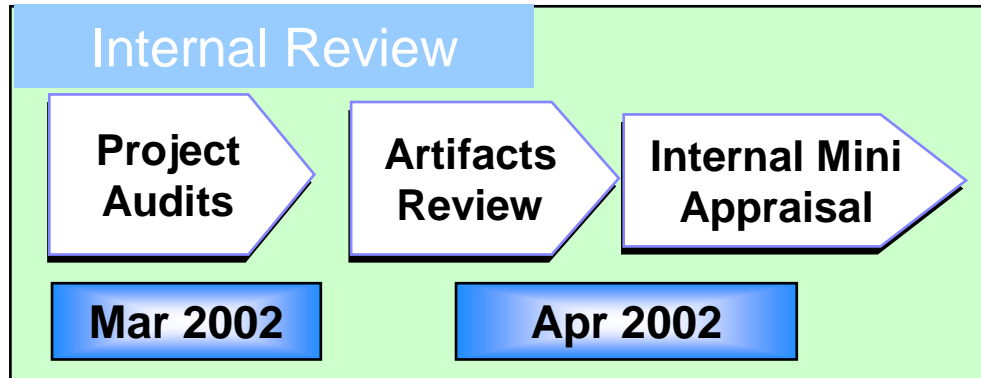 Internal Review
Project
Audits
Artifacts
Review
Internal Mini
Appraisal
Mar 2002
Apr 2002